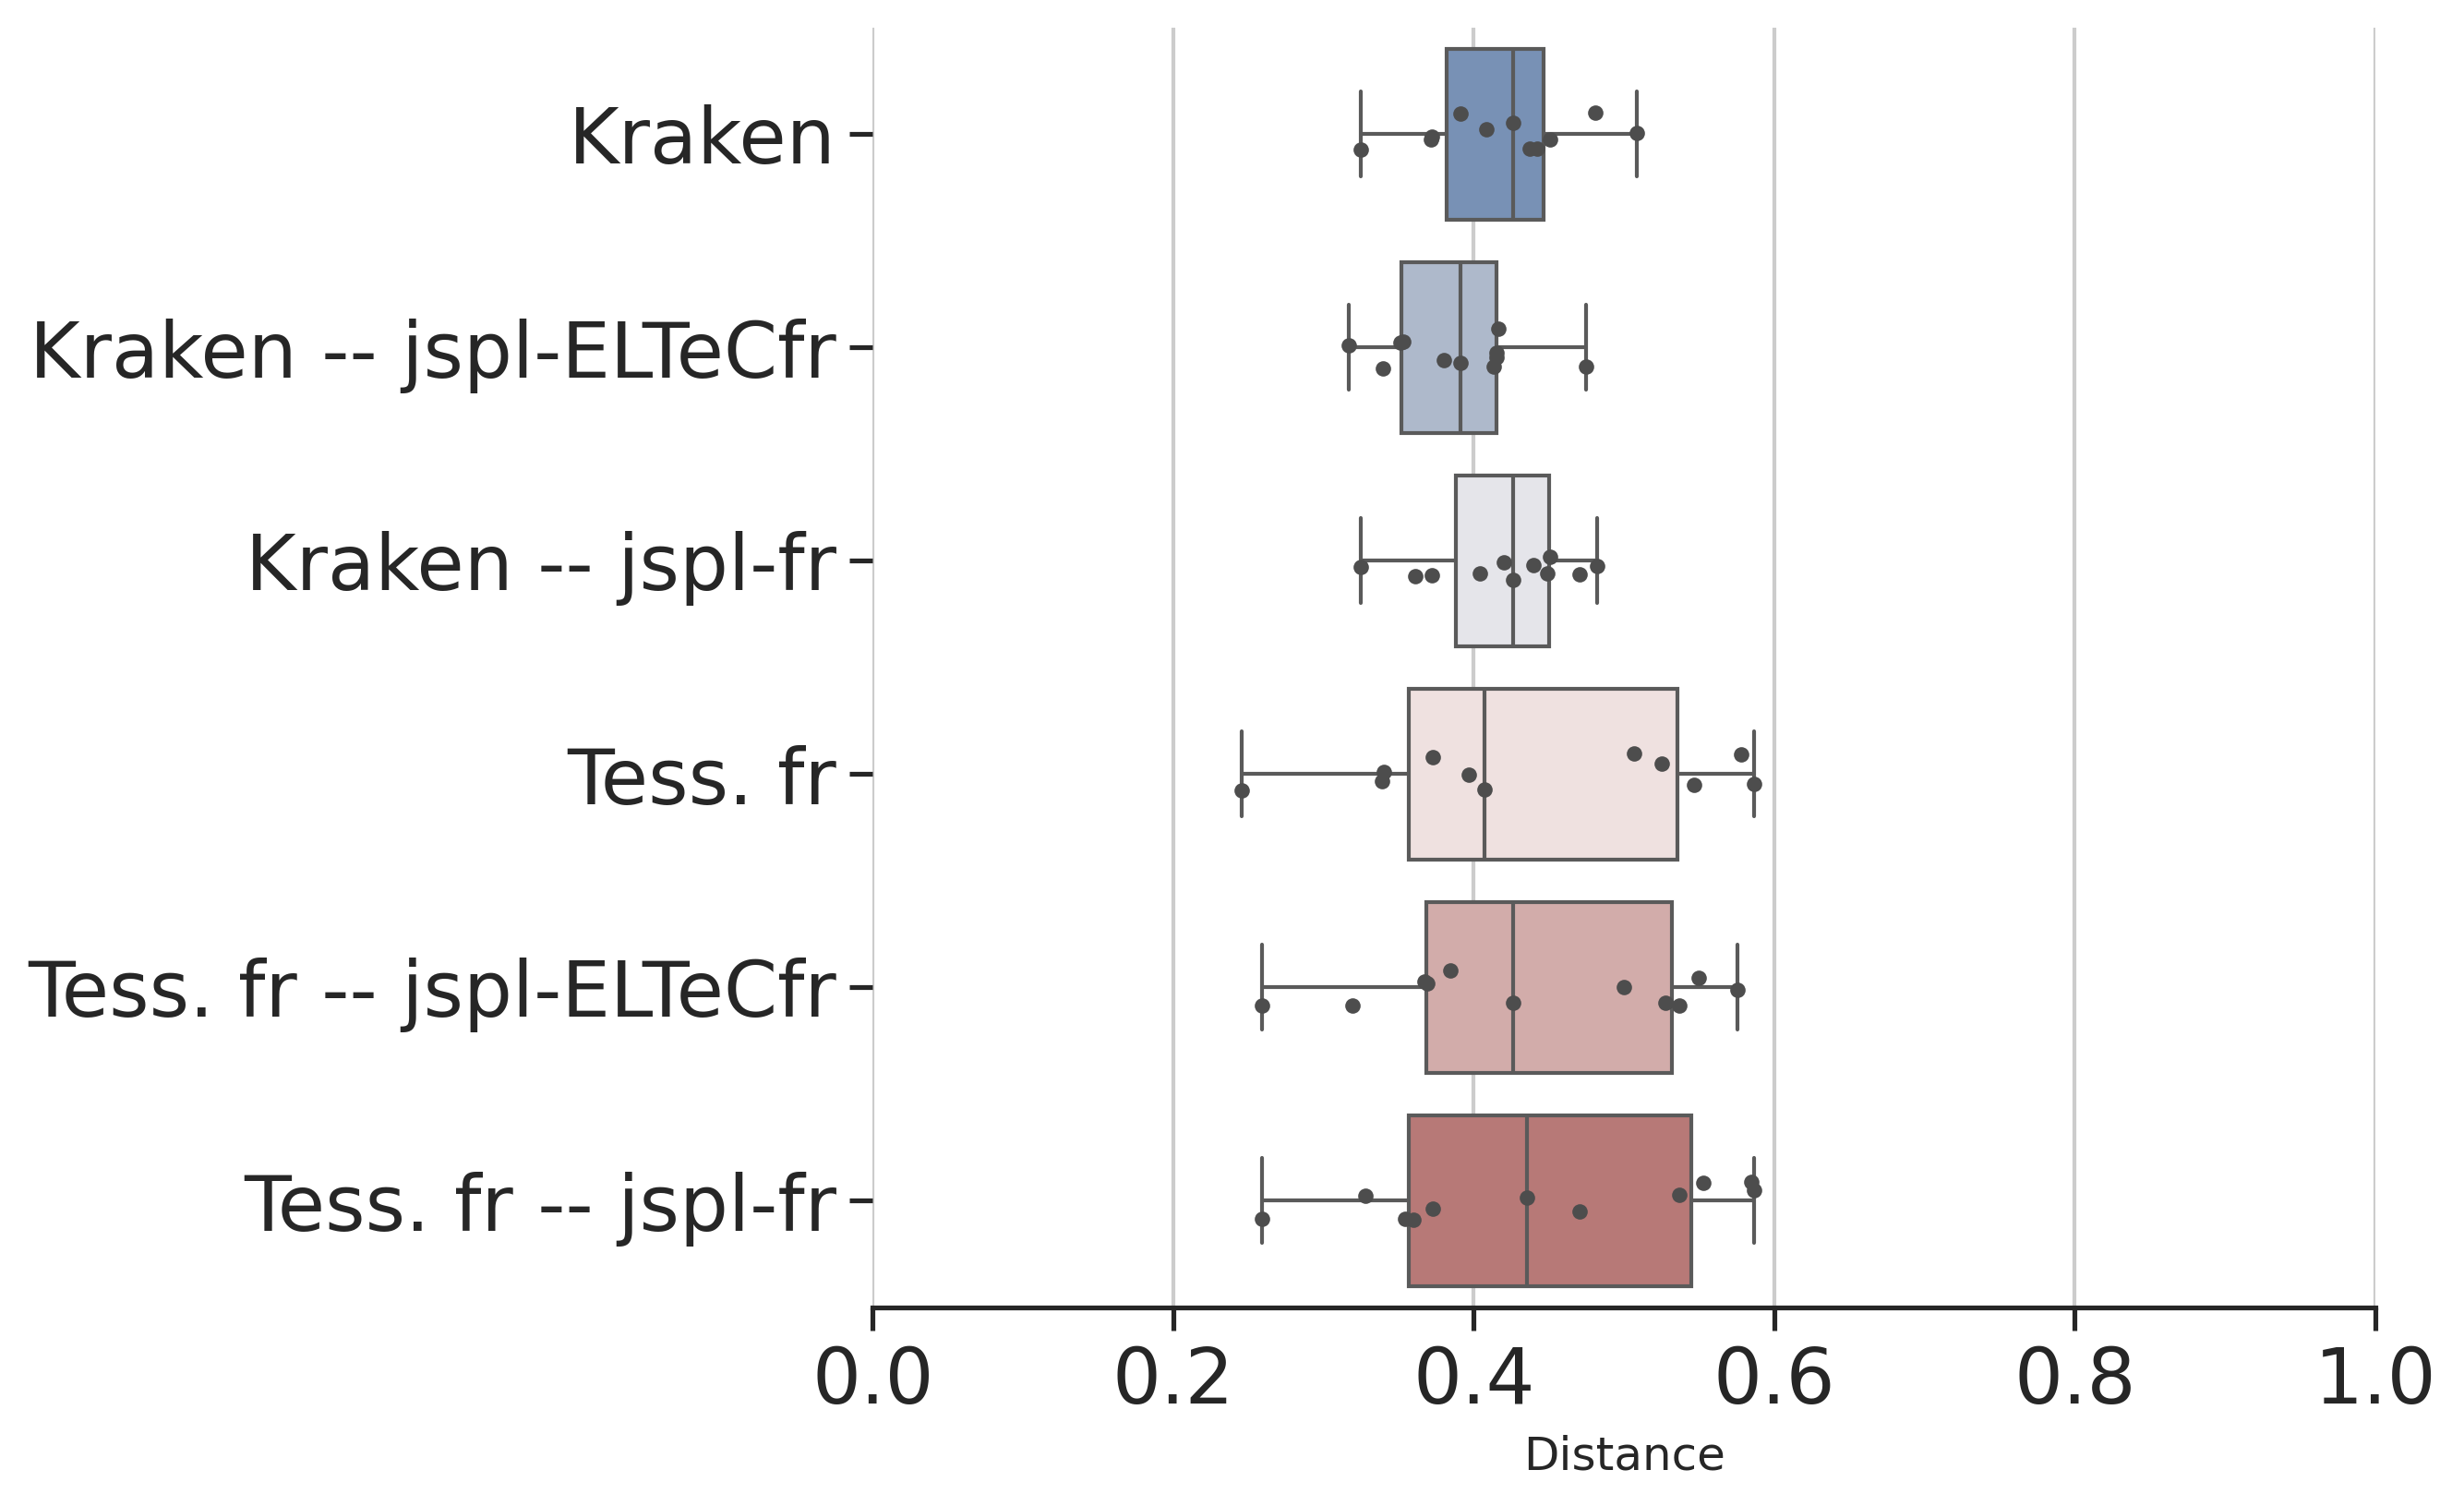 Kraken
Kraken -- jspl-ELTeCfr
Kraken -- jspl-fr
Tess. fr
Tess. fr -- jspl-ELTeCfr
Tess. fr -- jspl-fr
0.0 0.2 0.4 0.6 0.8 1.0
Distance